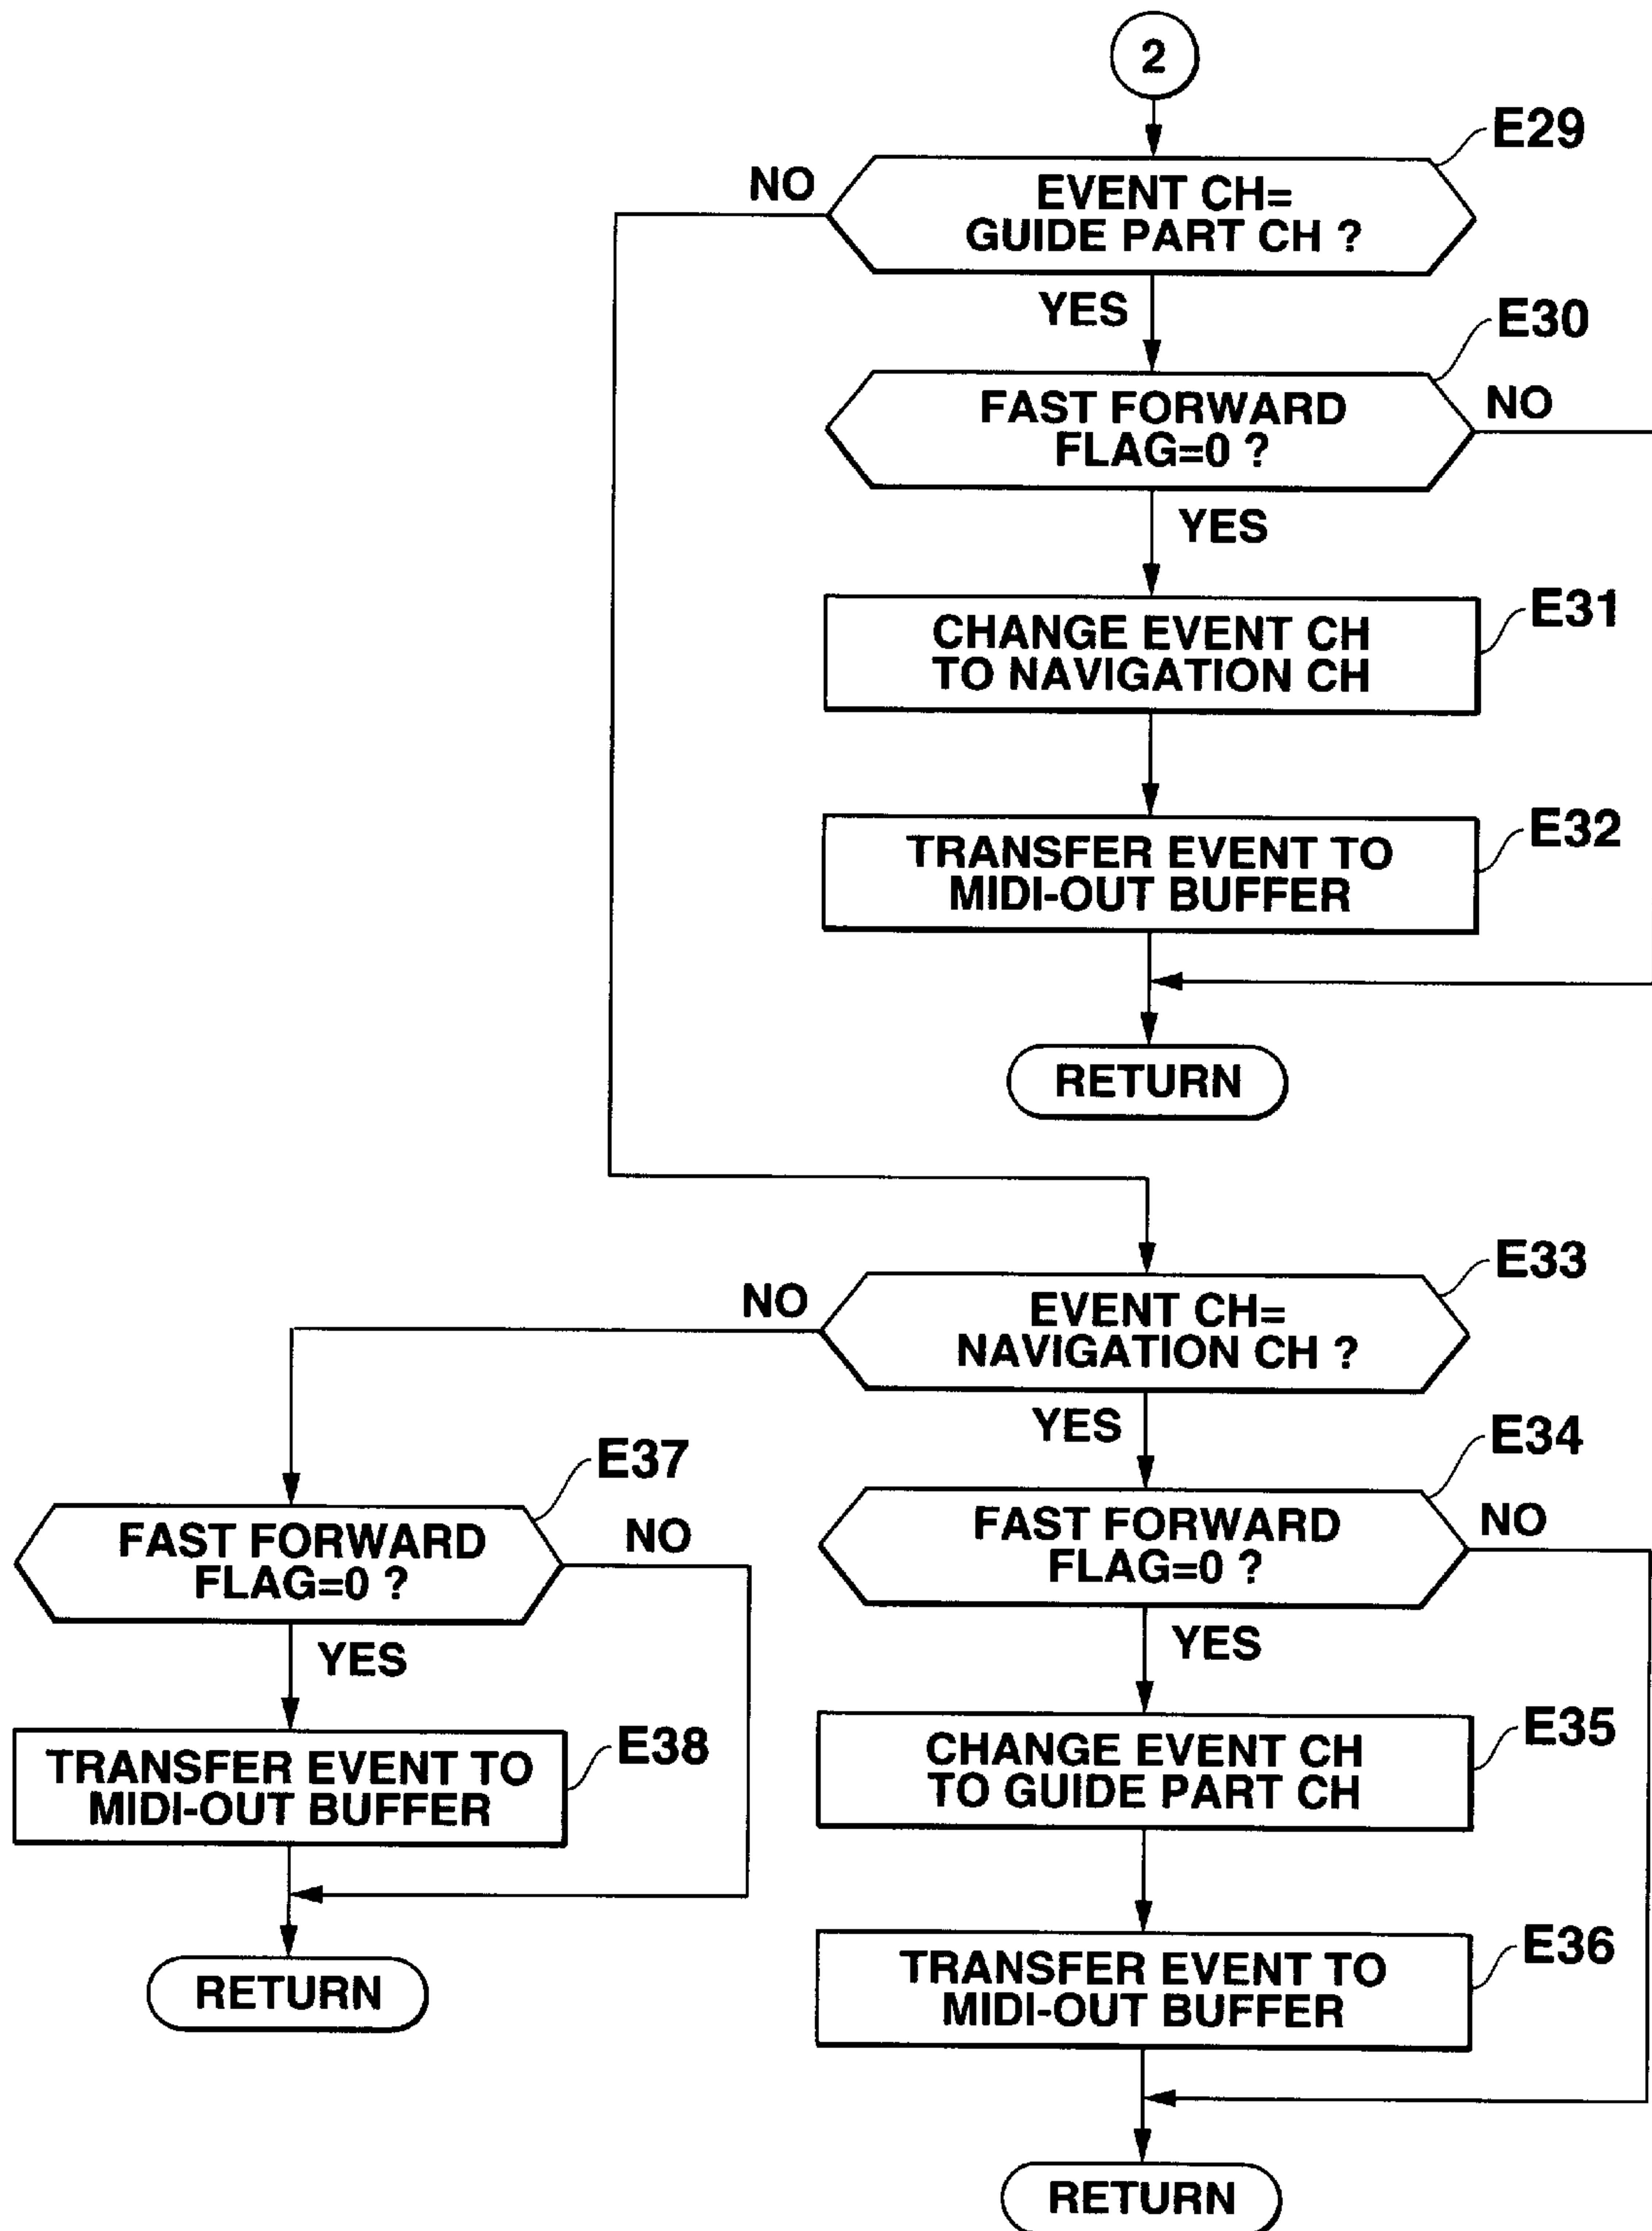 2
E29
NO
EVENT CH=
GUIDE PART CH ?
YES
E30
FAST FORWARD
FLAG=0 ?
NO
YES
E31
CHANGE EVENT CH
TO NAVIGATION CH
E32
TRANSFER EVENT TO
MIDI-OUT BUFFER
RETURN
E33
NO
EVENT CH=
NAVIGATION CH ?
YES
E34
FAST FORWARD
FLAG=0 ?
NO
YES
E35
CHANGE EVENT CH
TO GUIDE PART CH
E36
TRANSFER EVENT TO
MIDI-OUT BUFFER
RETURN
E37
FAST FORWARD
FLAG=0 ?
NO
YES
E38
TRANSFER EVENT TO
MIDI-OUT BUFFER
RETURN